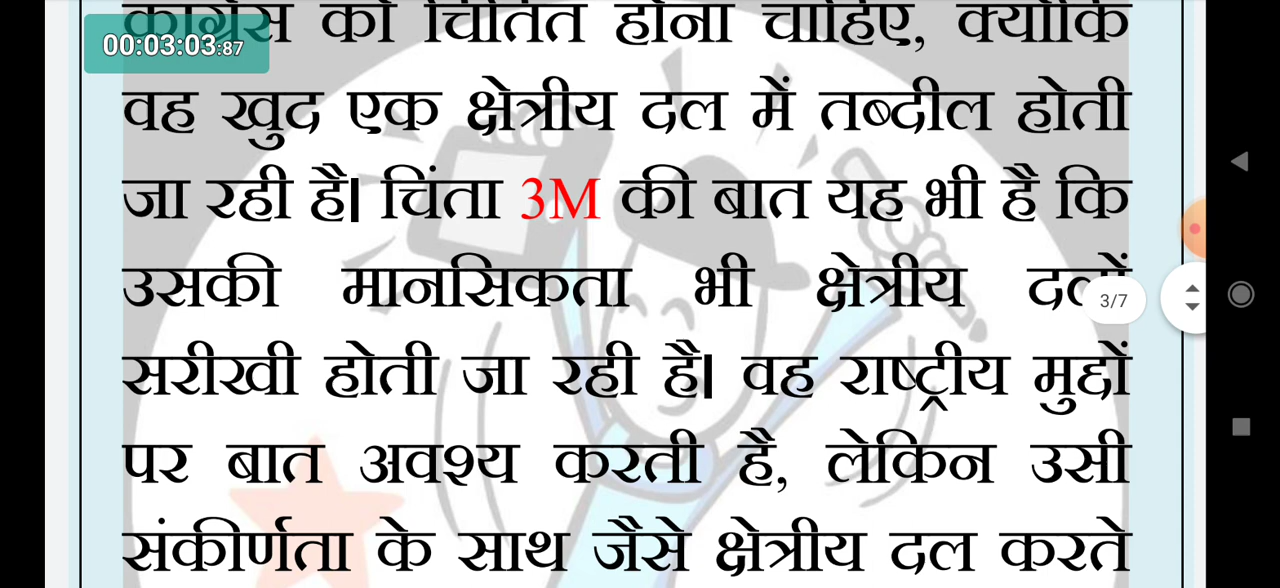 कांग्रेस को चिंतित होना चाहिए, क्योंकि
00:03:03:87
वह खुद एक क्षेत्रीय दल में तब्दील होती
जा रही है। चिंता 3M की बात यह भी है कि
उसकी मानसिकता भी क्षेत्रीय दलों
3/7
सरीखी होती जा रही है। वह राष्ट्रीय मुद्दों
पर बात अवश्य करती है, लेकिन उसी
संकीर्णता के साथ जैसे क्षेत्रीय दल करते